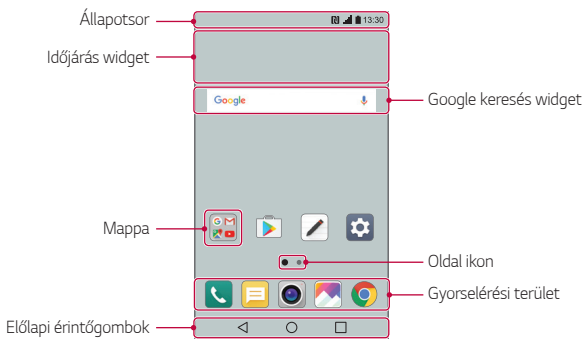 Állapotsor
13:30
Időjárás widget
Google
Google keresés widget
Mappa
Oldal ikon
Gyorselérési terület
Előlapi érintőgombok